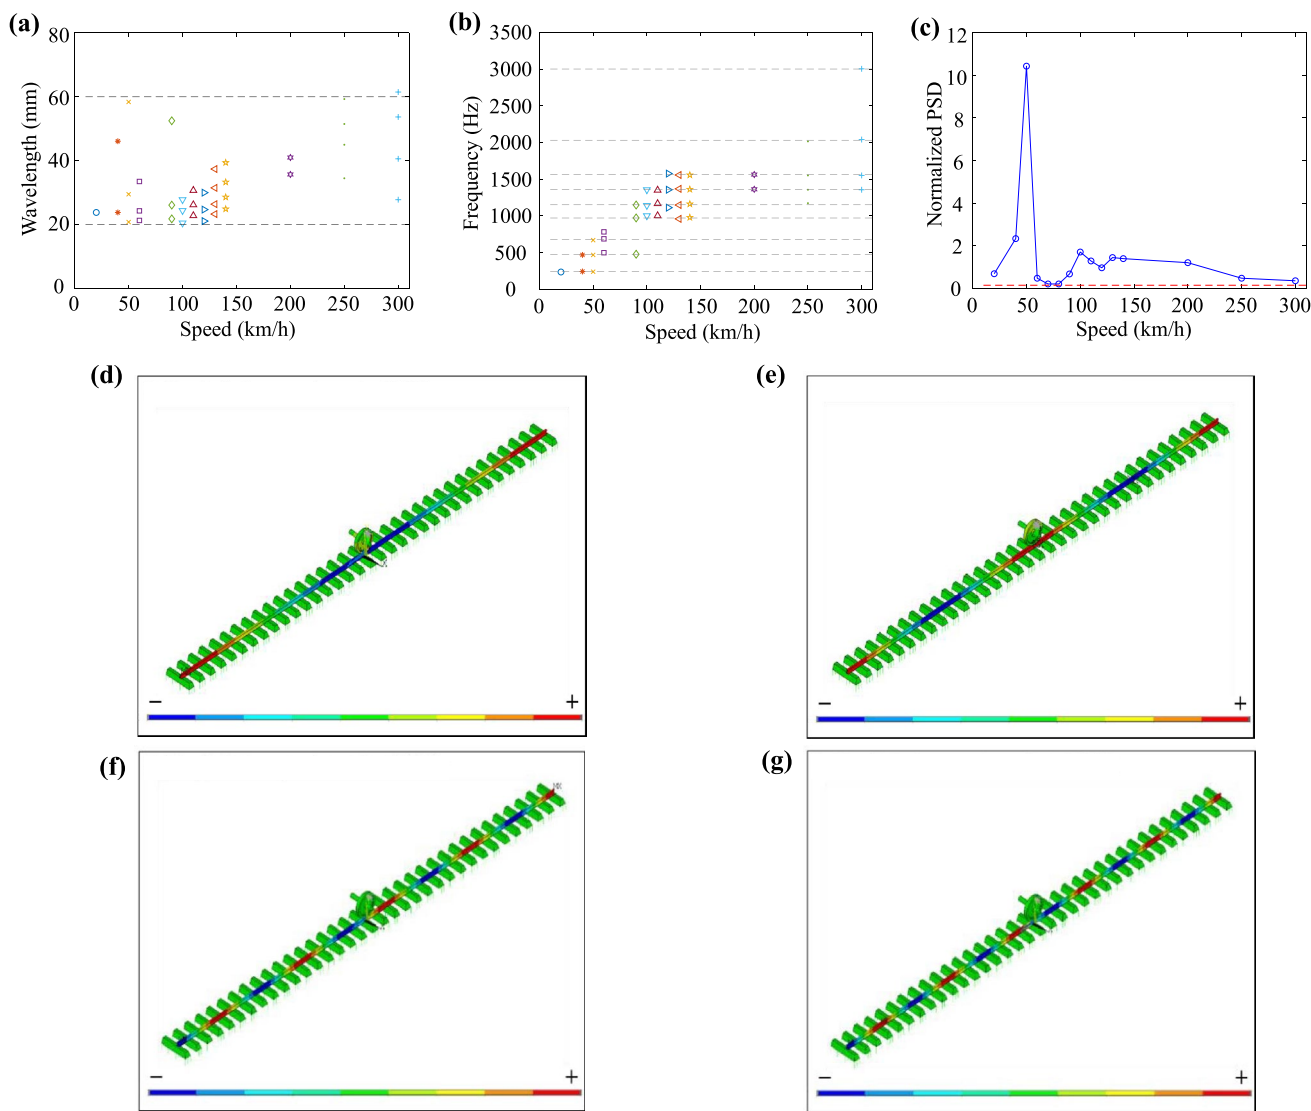 (a)
80
60
40
20
0
Wavelength (mm)
0 50 100 150 200 250 300
Speed (km/h)
(b)
3500
3000
2500
2000
1500
1000
500
0
Frequency (Hz)
0 50 100 150 200 250 300
Speed (km/h)
(c)
12
10
8
6
4
2
0
Normalized PSD
0 50 100 150 200 250 300
Speed (km/h)
(d)
− +
(e)
− +
(f)
− +
(g)
− +